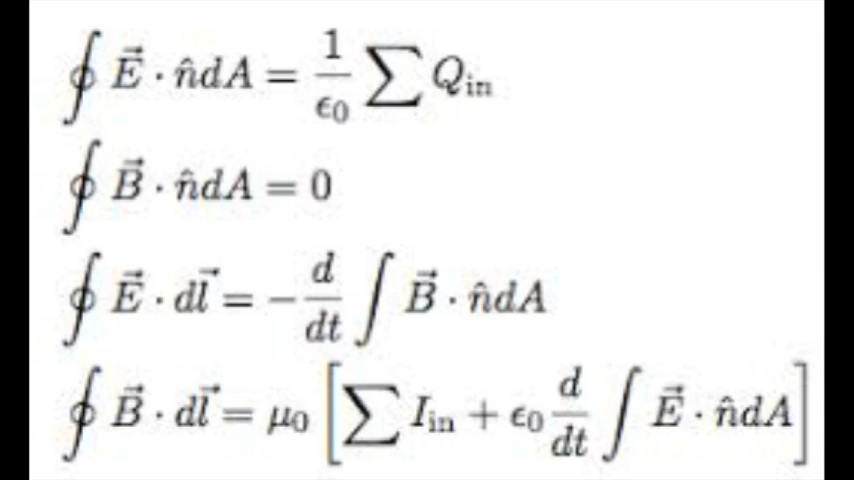 ∮ E⃗ · n̂dA = 1/ϵ₀ ∑ Q_in
∮ B⃗ · n̂dA = 0
∮ E⃗ · dl⃗ = − d/dt ∫ B⃗ · n̂dA
∮ B⃗ · dl⃗ = μ₀ [∑ I_in + ϵ₀ d/dt ∫ E⃗ · n̂dA]